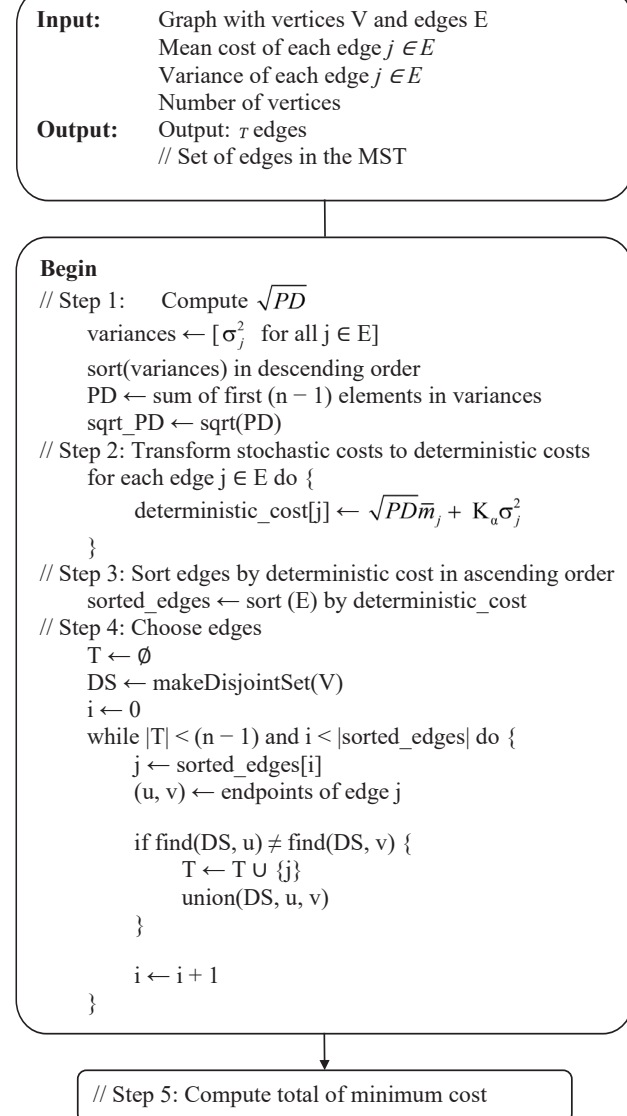 Input: Graph with vertices V and edges E
Mean cost of each edge j ∈ E
Variance of each edge j ∈ E
Number of vertices
Output: Output: T edges
// Set of edges in the MST
Begin
// Step 1: Compute √PD
variances ← [σ²ⱼ for all j ∈ E]
sort(variances) in descending order
PD ← sum of first (n − 1) elements in variances
sqrt_PD ← sqrt(PD)
// Step 2: Transform stochastic costs to deterministic costs
for each edge j ∈ E do {
deterministic_cost[j] ← √PD m̅ⱼ + K_α σ²ⱼ
}
// Step 3: Sort edges by deterministic cost in ascending order
sorted_edges ← sort (E) by deterministic_cost
// Step 4: Choose edges
T ← ∅
DS ← makeDisjointSet(V)
i ← 0
while |T| < (n − 1) and i < |sorted_edges| do {
j ← sorted_edges[i]
(u, v) ← endpoints of edge j
if find(DS, u) ≠ find(DS, v) {
T ← T ∪ {j}
union(DS, u, v)
}
i ← i + 1
}
// Step 5: Compute total of minimum cost